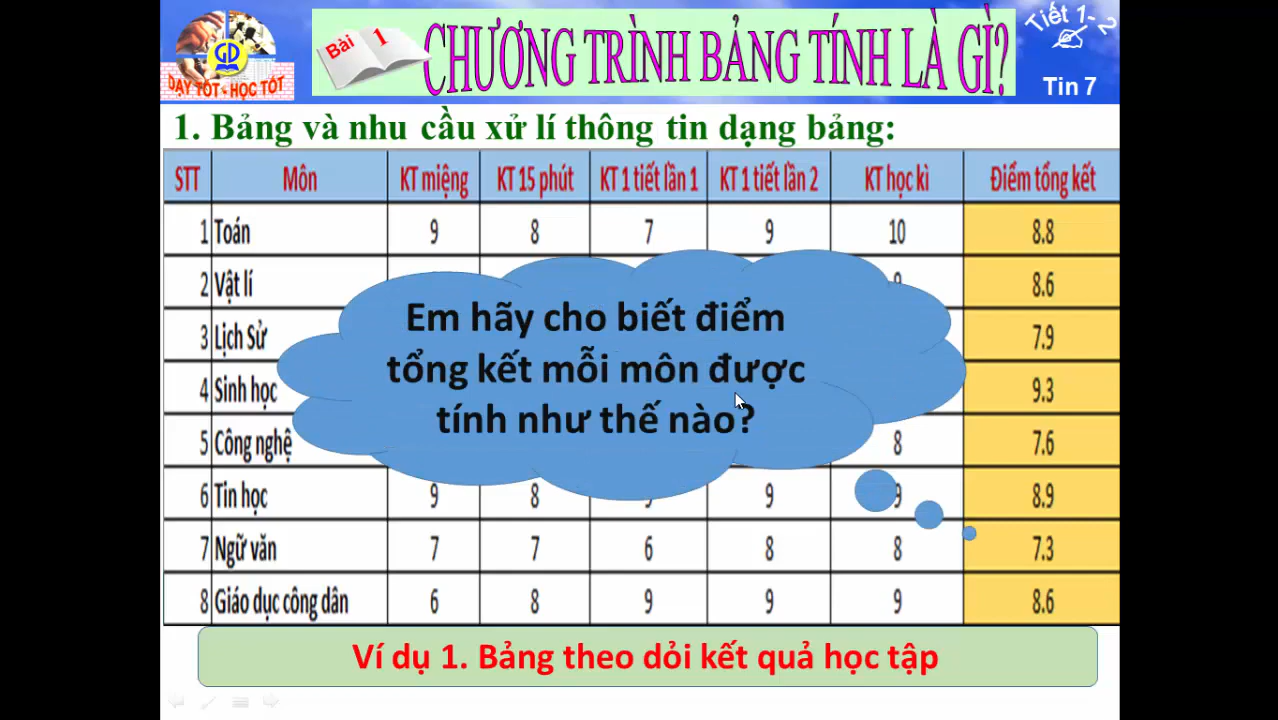 GD
DẠY TỐT - HỌC TỐT
Bài 1
CHƯƠNG TRÌNH BẢNG TÍNH LÀ GÌ?
Tiết 1-2
Tin 7
1. Bảng và nhu cầu xử lí thông tin dạng bảng:
STT Môn KT miệng KT 15 phút KT 1 tiết lần 1 KT 1 tiết lần 2 KT học kì Điểm tổng kết
1 Toán 9 8 7 9 10 8.8
2 Vật lí 8.6
3 Lịch Sử 7.9
4 Sinh học 9.3
5 Công nghệ 8 7.6
6 Tin học 9 8 9 9 8.9
7 Ngữ văn 7 7 6 8 8 7.3
8 Giáo dục công dân 6 8 9 9 9 8.6
Em hãy cho biết điểm
tổng kết mỗi môn được
tính như thế nào?
Ví dụ 1. Bảng theo dỏi kết quả học tập